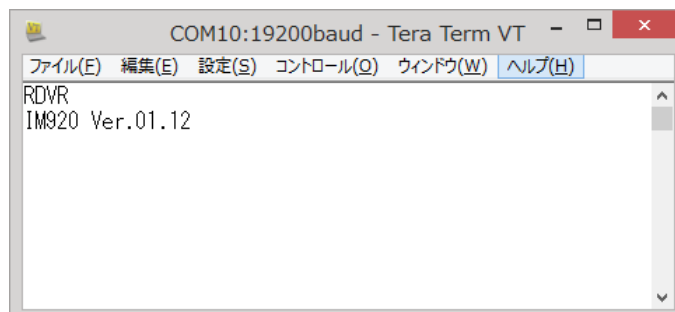 COM10:19200baud - Tera Term VT
ファイル(F) 編集(E) 設定(S) コントロール(O) ウィンドウ(W) ヘルプ(H)
RDVR
IM920 Ver.01.12